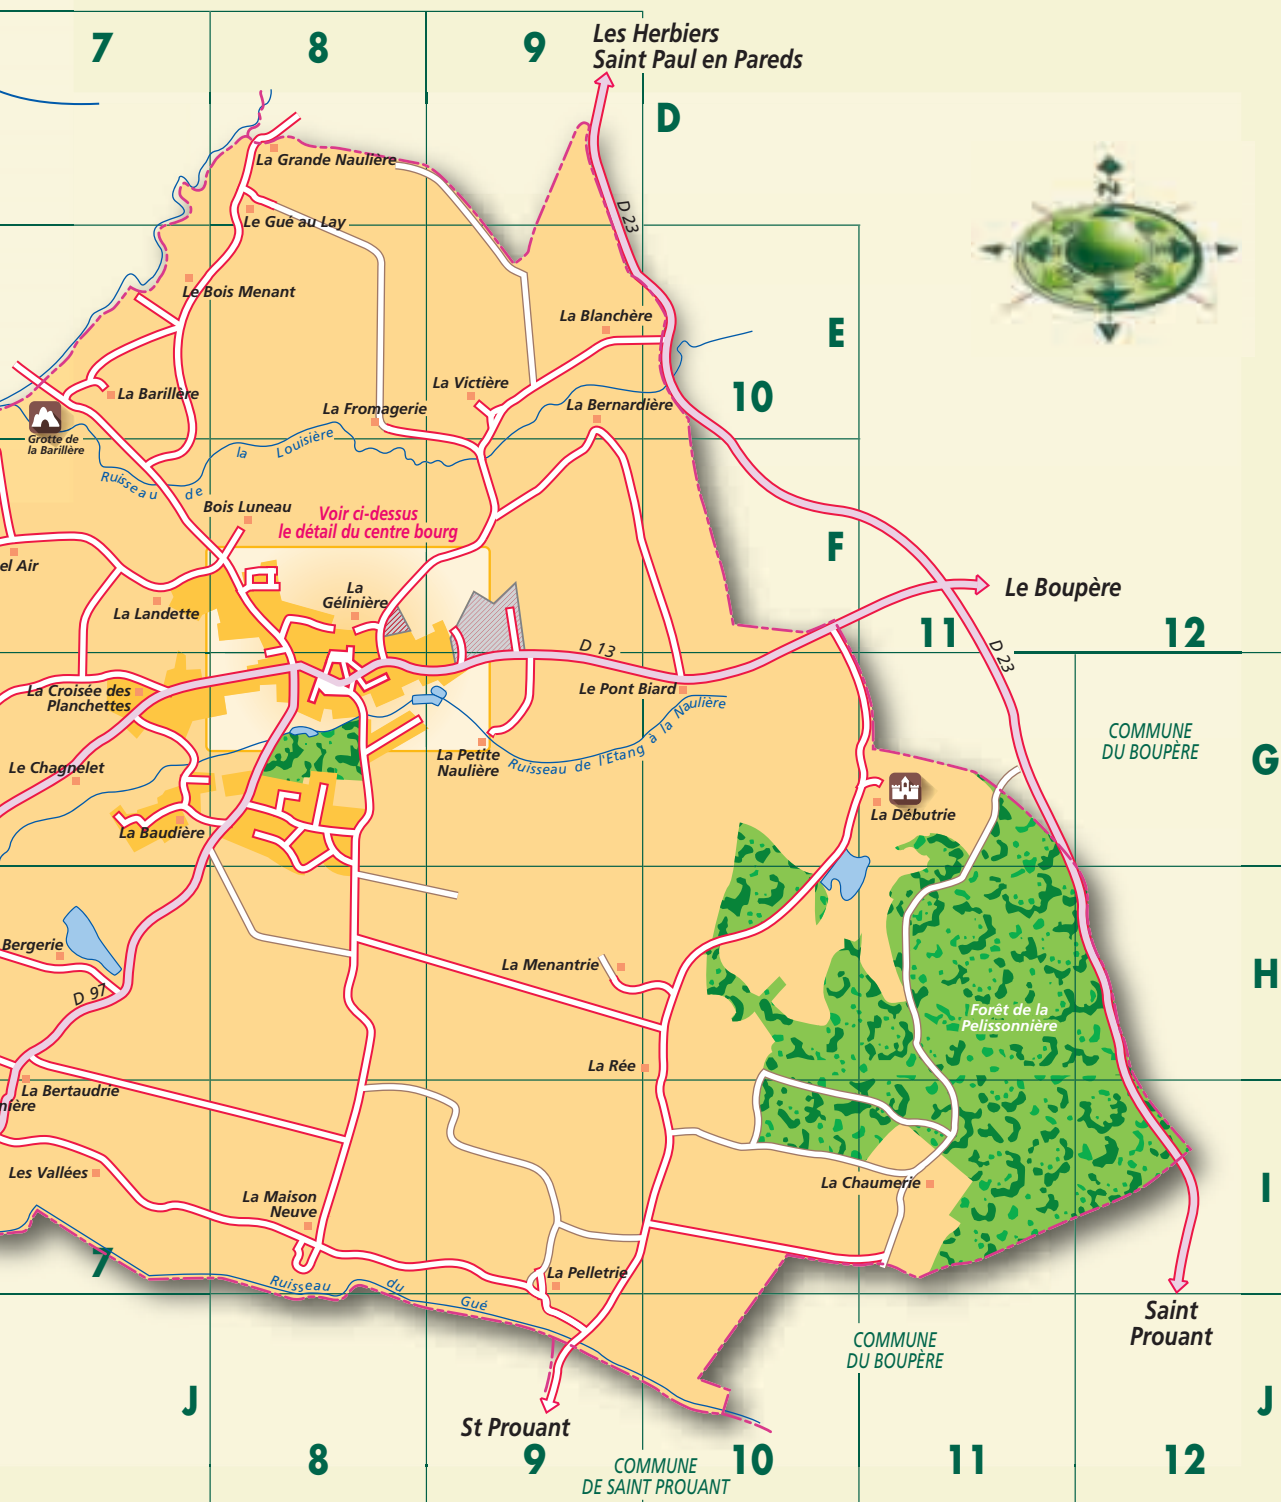 7
8
9
Les Herbiers
Saint Paul en Pareds
D
N
La Grande Naulière
Le Gué au Lay
D 23
Le Bois Menant
La Blanchère
E
La Victière
10
La Barillère
La Fromagerie
La Bernardière
Grotte de
la Barillère
Ruisseau de la Louisière
Bois Luneau
Voir ci-dessus
le détail du centre bourg
F
el Air
La
Gélinière
Le Boupère
La Landette
11
12
D 13
D 23
La Croisée des
Planchettes
Le Pont Biard
Ruisseau de l'Etang à la Naulière
COMMUNE
DU BOUPÈRE
La Petite
Naulière
Le Chagnelet
G
La Débutrie
La Baudière
Bergerie
La Menantrie
H
D 97
Forêt de la
Pelissonnière
La Rée
La Bertaudrie
nière
Les Vallées
La Chaumerie
I
La Maison
Neuve
7
La Pelletrie
Ruisseau du Gué
Saint
Prouant
COMMUNE
DU BOUPÈRE
J
J
St Prouant
8
9
COMMUNE
DE SAINT PROUANT
10
11
12